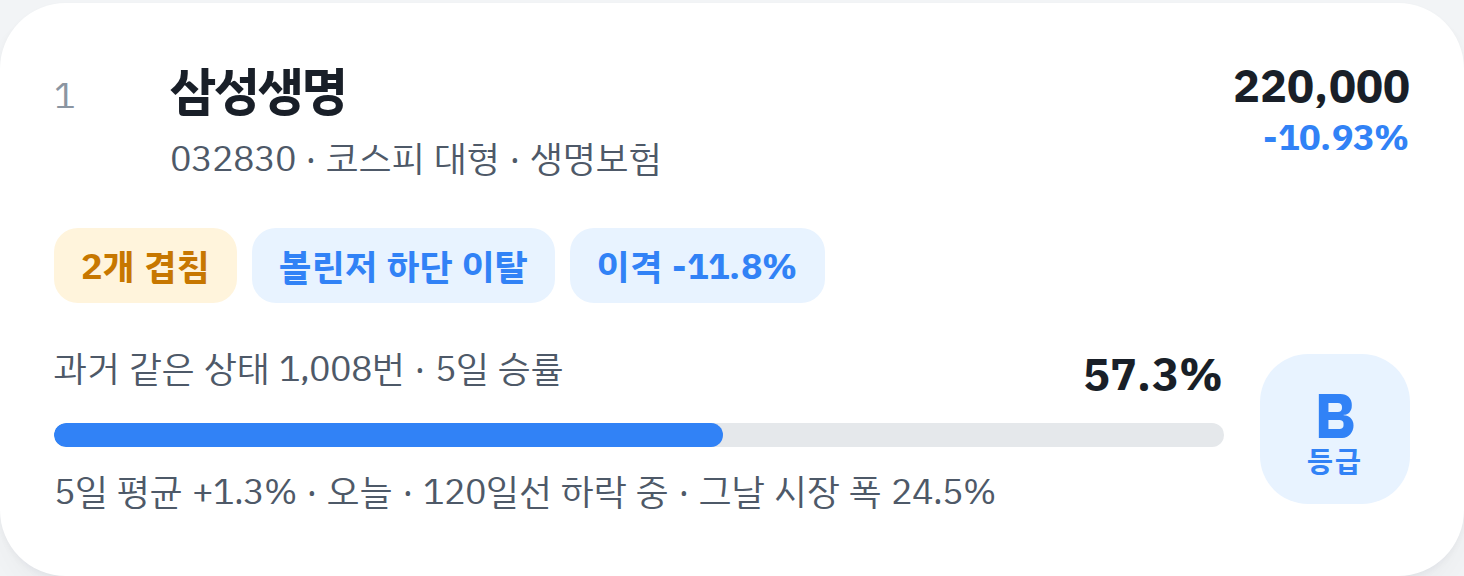 1
삼성생명
220,000
032830 · 코스피 대형 · 생명보험
-10.93%
2개 겹침
볼린저 하단 이탈
이격 -11.8%
과거 같은 상태 1,008번 · 5일 승률
57.3%
B
등급
5일 평균 +1.3% · 오늘 · 120일선 하락 중 · 그날 시장 폭 24.5%